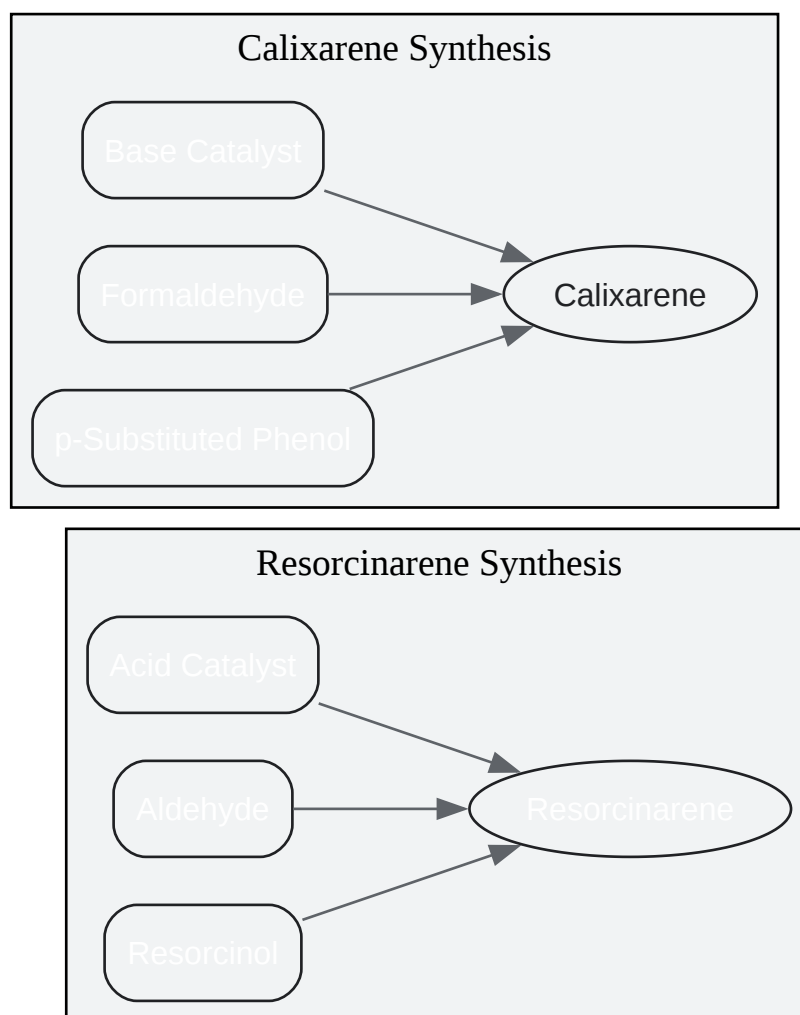 Calixarene Synthesis
Base Catalyst
Formaldehyde
Calixarene
p-Substituted Phenol
Resorcinarene Synthesis
Acid Catalyst
Aldehyde
Resorcinarene
Resorcinol